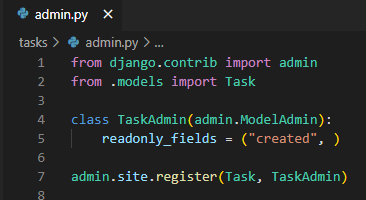 admin.py ×
tasks > admin.py > ...
1 from django.contrib import admin
2 from .models import Task
3
4 class TaskAdmin(admin.ModelAdmin):
5     readonly_fields = ("created", )
6
7 admin.site.register(Task, TaskAdmin)
8